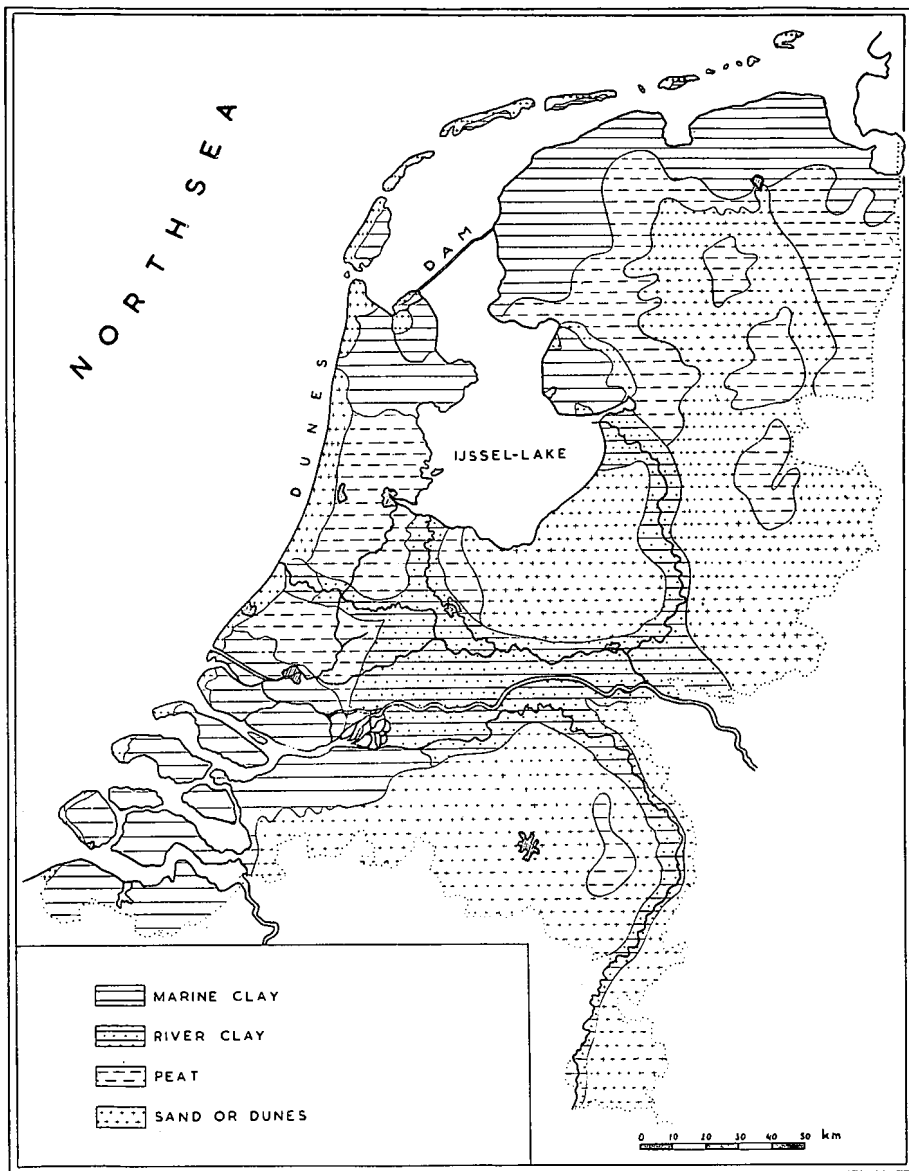 NORTHSEA
DAM
DUNES
IJSSEL-LAKE
MARINE CLAY
RIVER CLAY
PEAT
SAND OR DUNES
0 10 20 30 40 50 km